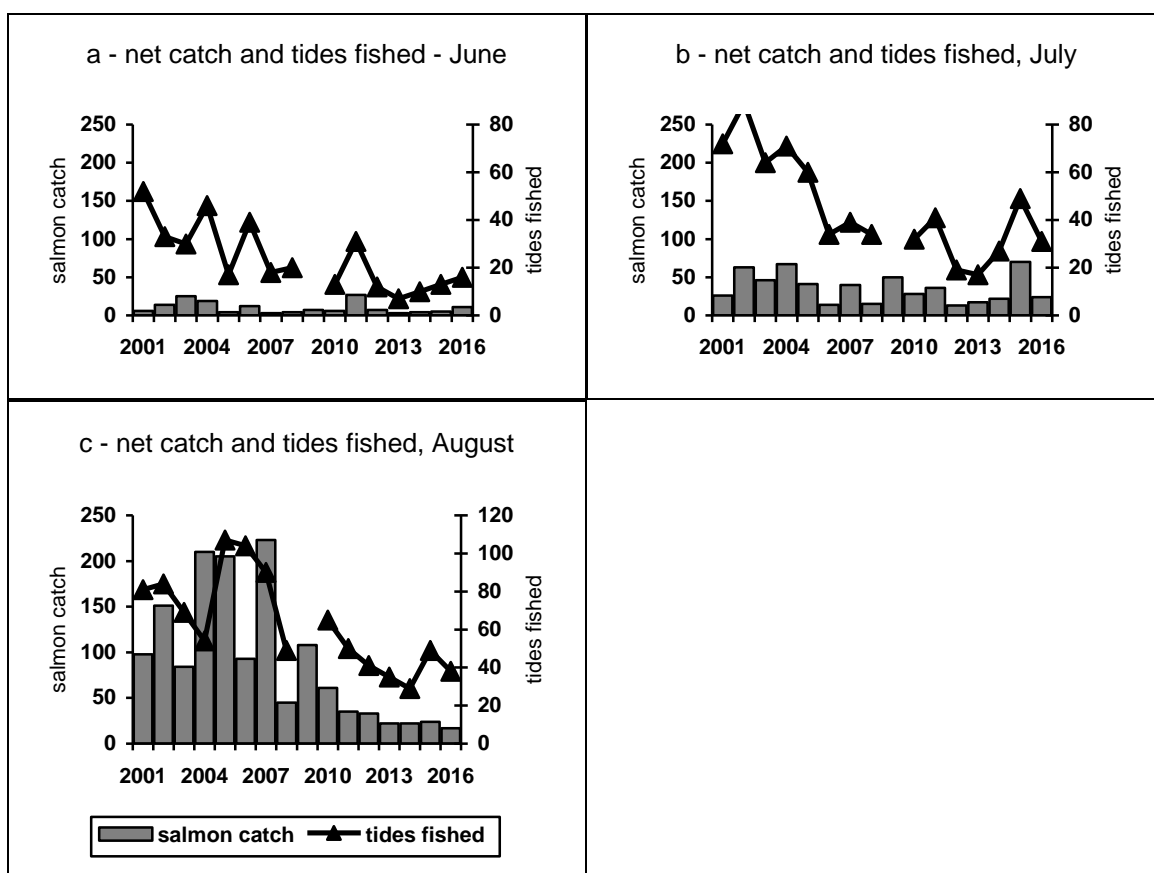 a - net catch and tides fished - June
250
200
150
100
50
0
salmon catch
80
60
40
20
0
tides fished
2001 2004 2007 2010 2013 2016
b - net catch and tides fished, July
250
200
150
100
50
0
salmon catch
80
60
40
20
0
tides fished
2001 2004 2007 2010 2013 2016
c - net catch and tides fished, August
250
200
150
100
50
0
salmon catch
120
100
80
60
40
20
0
tides fished
2001 2004 2007 2010 2013 2016
salmon catch tides fished